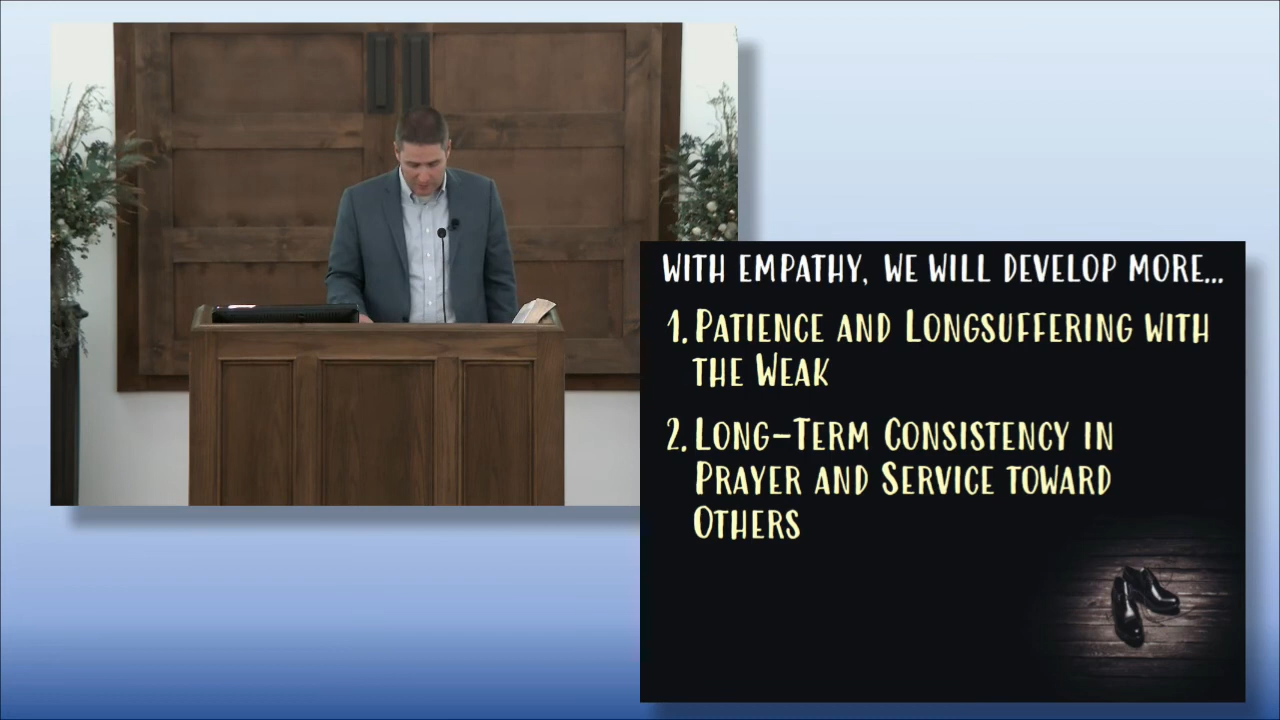 WITH EMPATHY, WE WILL DEVELOP MORE...
1. PATIENCE AND LONGSUFFERING WITH
THE WEAK
2. LONG-TERM CONSISTENCY IN
PRAYER AND SERVICE TOWARD
OTHERS